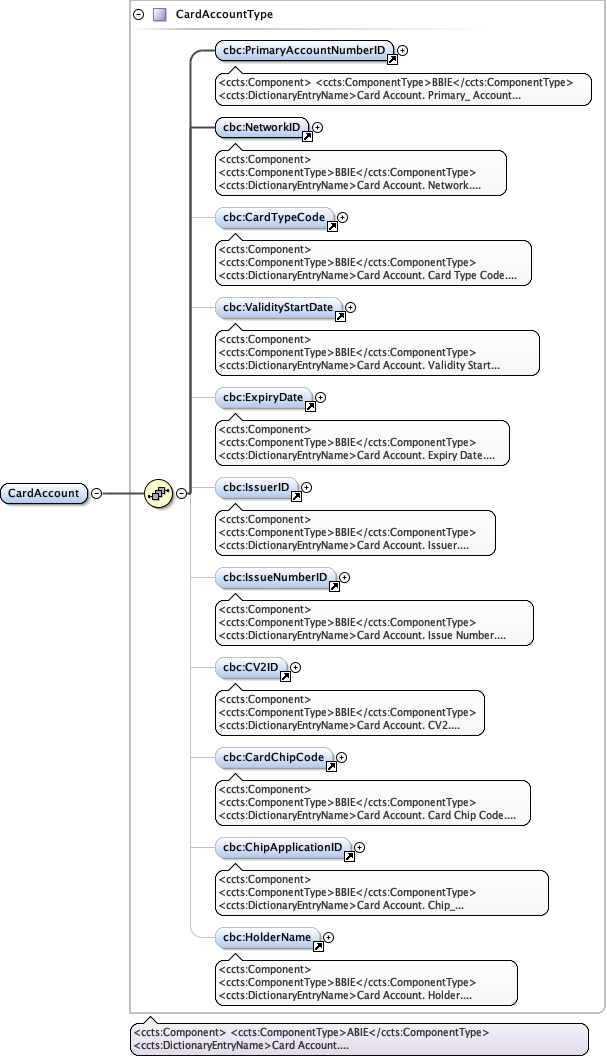 CardAccountType
cbc:PrimaryAccountNumberID
<ccts:Component> <ccts:ComponentType>BBIE</ccts:ComponentType>
<ccts:DictionaryEntryName>Card Account. Primary_ Account...
cbc:NetworkID
<ccts:Component>
<ccts:ComponentType>BBIE</ccts:ComponentType>
<ccts:DictionaryEntryName>Card Account. Network....
cbc:CardTypeCode
<ccts:Component>
<ccts:ComponentType>BBIE</ccts:ComponentType>
<ccts:DictionaryEntryName>Card Account. Card Type Code....
cbc:ValidityStartDate
<ccts:Component>
<ccts:ComponentType>BBIE</ccts:ComponentType>
<ccts:DictionaryEntryName>Card Account. Validity Start...
cbc:ExpiryDate
<ccts:Component>
<ccts:ComponentType>BBIE</ccts:ComponentType>
<ccts:DictionaryEntryName>Card Account. Expiry Date....
CardAccount
cbc:IssuerID
<ccts:Component>
<ccts:ComponentType>BBIE</ccts:ComponentType>
<ccts:DictionaryEntryName>Card Account. Issuer....
cbc:IssueNumberID
<ccts:Component>
<ccts:ComponentType>BBIE</ccts:ComponentType>
<ccts:DictionaryEntryName>Card Account. Issue Number....
cbc:CV2ID
<ccts:Component>
<ccts:ComponentType>BBIE</ccts:ComponentType>
<ccts:DictionaryEntryName>Card Account. CV2....
cbc:CardChipCode
<ccts:Component>
<ccts:ComponentType>BBIE</ccts:ComponentType>
<ccts:DictionaryEntryName>Card Account. Card Chip Code....
cbc:ChipApplicationID
<ccts:Component>
<ccts:ComponentType>BBIE</ccts:ComponentType>
<ccts:DictionaryEntryName>Card Account. Chip_...
cbc:HolderName
<ccts:Component>
<ccts:ComponentType>BBIE</ccts:ComponentType>
<ccts:DictionaryEntryName>Card Account. Holder....
<ccts:Component> <ccts:ComponentType>ABIE</ccts:ComponentType>
<ccts:DictionaryEntryName>Card Account....